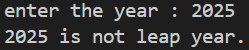 enter the year : 2025
2025 is not leap year.